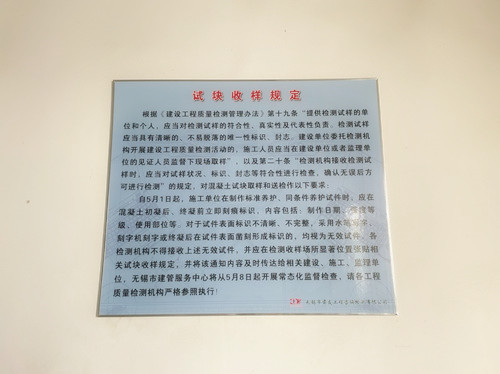 试块收样规定
根据《建设工程质量检测管理办法》第十九条“提供检测试样的单
位和个人，应当对检测试样的符合性、真实性及代表性负责。检测试样
应当具有清晰的、不易脱落的唯一性标识、封志。建设单位委托检测机
构开展建设工程质量检测活动的，施工人员应当在建设单位或者监理单
位的见证人员监督下现场取样”，以及第二十条“检测机构接收检测试
样时，应当对试样状况、标识、封志等符合性进行检查，确认无误后方
可进行检测”的规定，对混凝土试块取样和送检作以下要求：
自5月1日起，施工单位在制作标准养护、同条件养护试件时，应在
混凝土初凝后、终凝前立即刻痕标识，内容包括：制作日期、强度等
级、使用部位等。对于试件表面标识不清晰、不完整，采用水笔书写、
刻字机刻字或终凝后在试件表面凿刻形成标识的，均视为无效试件。各
检测机构不得接收上述无效试件，并应在检测收样场所显著位置张贴相
关试块收样规定，并将该通知内容及时传达给相关建设、施工、监理单
位，无锡市建管服务中心将从5月8日起开展常态化监督检查，请各工程
质量检测机构严格参照执行！